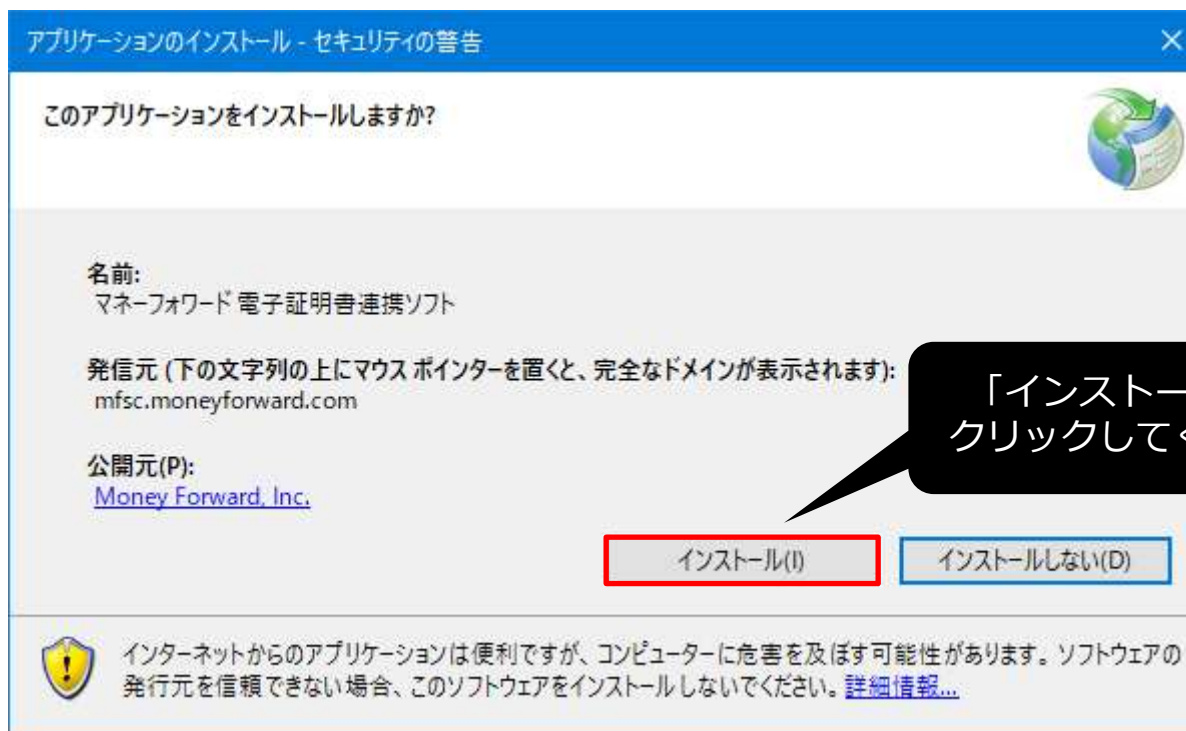 アプリケーションのインストール - セキュリティの警告
このアプリケーションをインストールしますか?
名前:
マネーフォワード 電子証明書連携ソフト
発信元 (下の文字列の上にマウス ポインターを置くと、完全なドメインが表示されます):
mfsc.moneyforward.com
「インストー
クリックしてく
公開元(P):
Money Forward, Inc.
インストール(I)
インストールしない(D)
インターネットからのアプリケーションは便利ですが、コンピューターに危害を及ぼす可能性があります。ソフトウェアの
発行元を信頼できない場合、このソフトウェアをインストールしないでください。詳細情報...